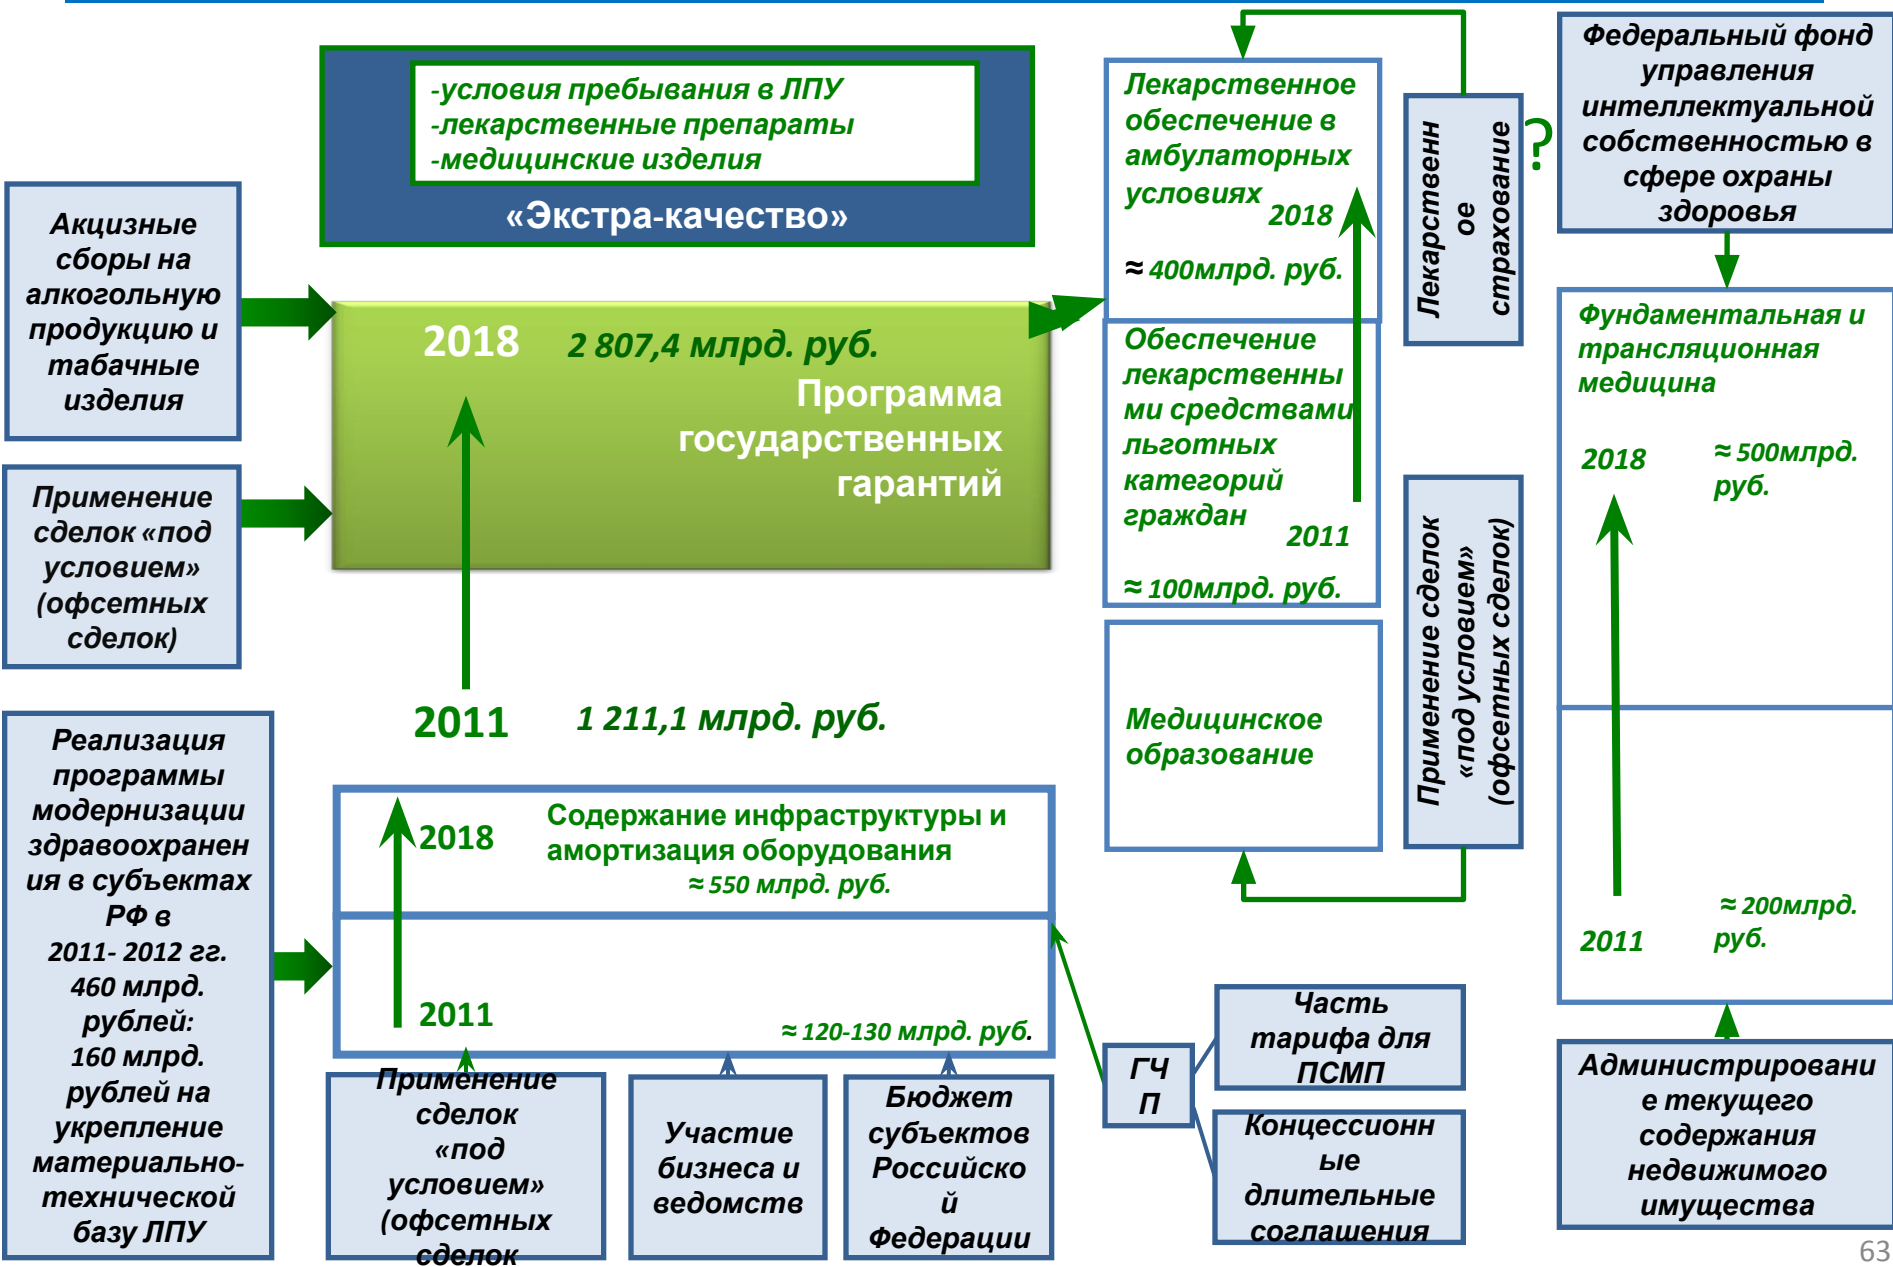 -условия пребывания в ЛПУ
-лекарственные препараты
-медицинские изделия
«Экстра-качество»
Акцизные
сборы на
алкогольную
продукцию и
табачные
изделия
Применение
сделок «под
условием»
(офсетных
сделок)
Реализация
программы
модернизации
здравоохранен
ия в субъектах
РФ в
2011- 2012 гг.
460 млрд.
рублей:
160 млрд.
рублей на
укрепление
материально-
технической
базу ЛПУ
2018
2 807,4 млрд. руб.
Программа
государственных
гарантий
2011
1 211,1 млрд. руб.
2018
Содержание инфраструктуры и
амортизация оборудования
≈ 550 млрд. руб.
2011
≈ 120-130 млрд. руб.
Применение
сделок
«под
условием»
(офсетных
сделок
Участие
бизнеса и
ведомств
Бюджет
субъектов
Российско
й
Федерации
Лекарственное
обеспечение в
амбулаторных
условиях
2018
≈ 400млрд. руб.
Обеспечение
лекарственны
ми средствами
льготных
категорий
граждан
2011
≈ 100млрд. руб.
Медицинское
образование
Лекарственн
ое
страхование
?
Применение сделок
«под условием»
(офсетных сделок)
ГЧ
П
Часть
тарифа для
ПСМП
Концессионн
ые
длительные
соглашения
Федеральный фонд
управления
интеллектуальной
собственностью в
сфере охраны
здоровья
Фундаментальная и
трансляционная
медицина
2018
≈ 500млрд.
руб.
≈ 200млрд.
руб.
2011
Администрировани
е текущего
содержания
недвижимого
имущества
63